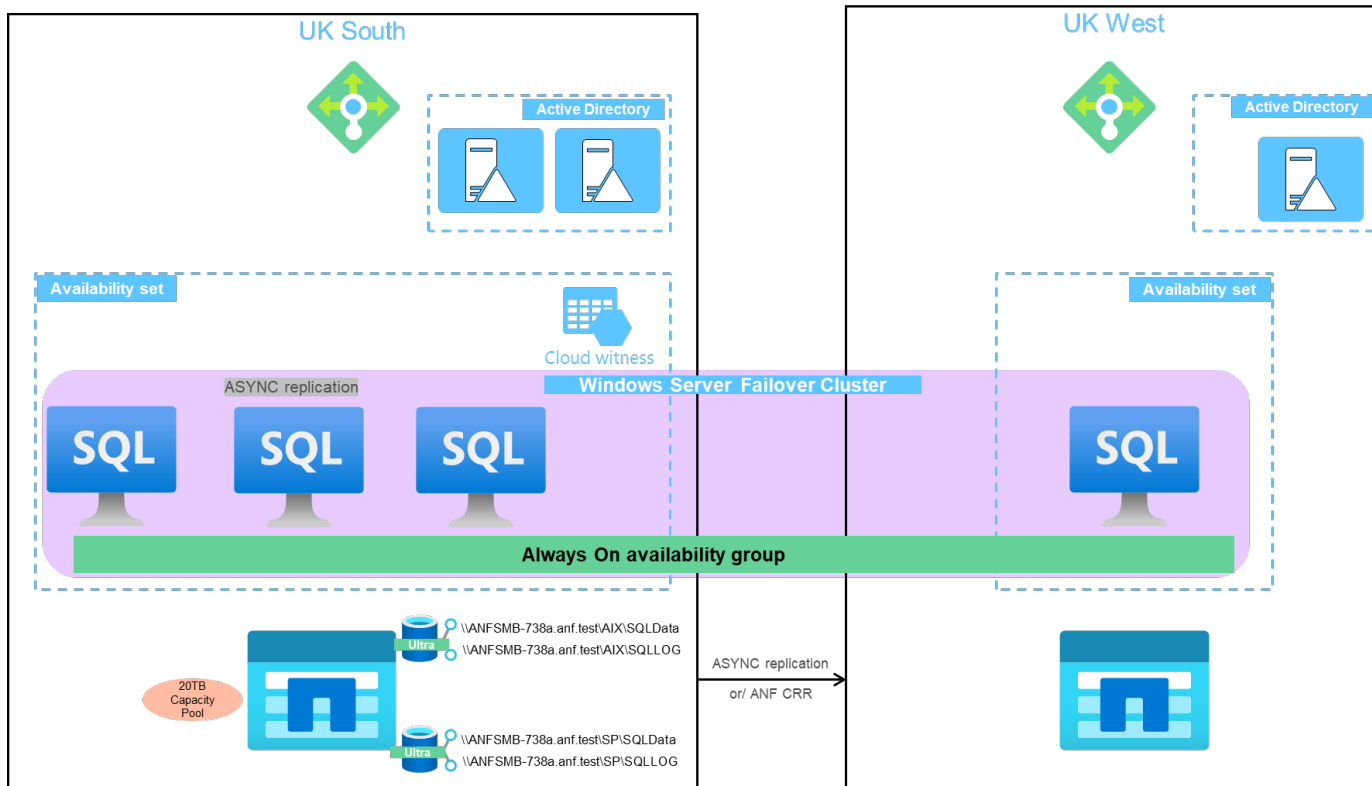 UK South
UK West
Active Directory
Active Directory
Availability set
Availability set
Cloud witness
ASYNC replication
Windows Server Failover Cluster
SQL
SQL
SQL
SQL
Always On availability group
Ultra
\\ANFSMB-738a.anf.test\AIX\SQLData
\\ANFSMB-738a.anf.test\AIX\SQLLOG
ASYNC replication
or/ ANF CRR
20TB
Capacity
Pool
Ultra
\\ANFSMB-738a.anf.test\SP\SQLData
\\ANFSMB-738a.anf.test\SP\SQLLOG